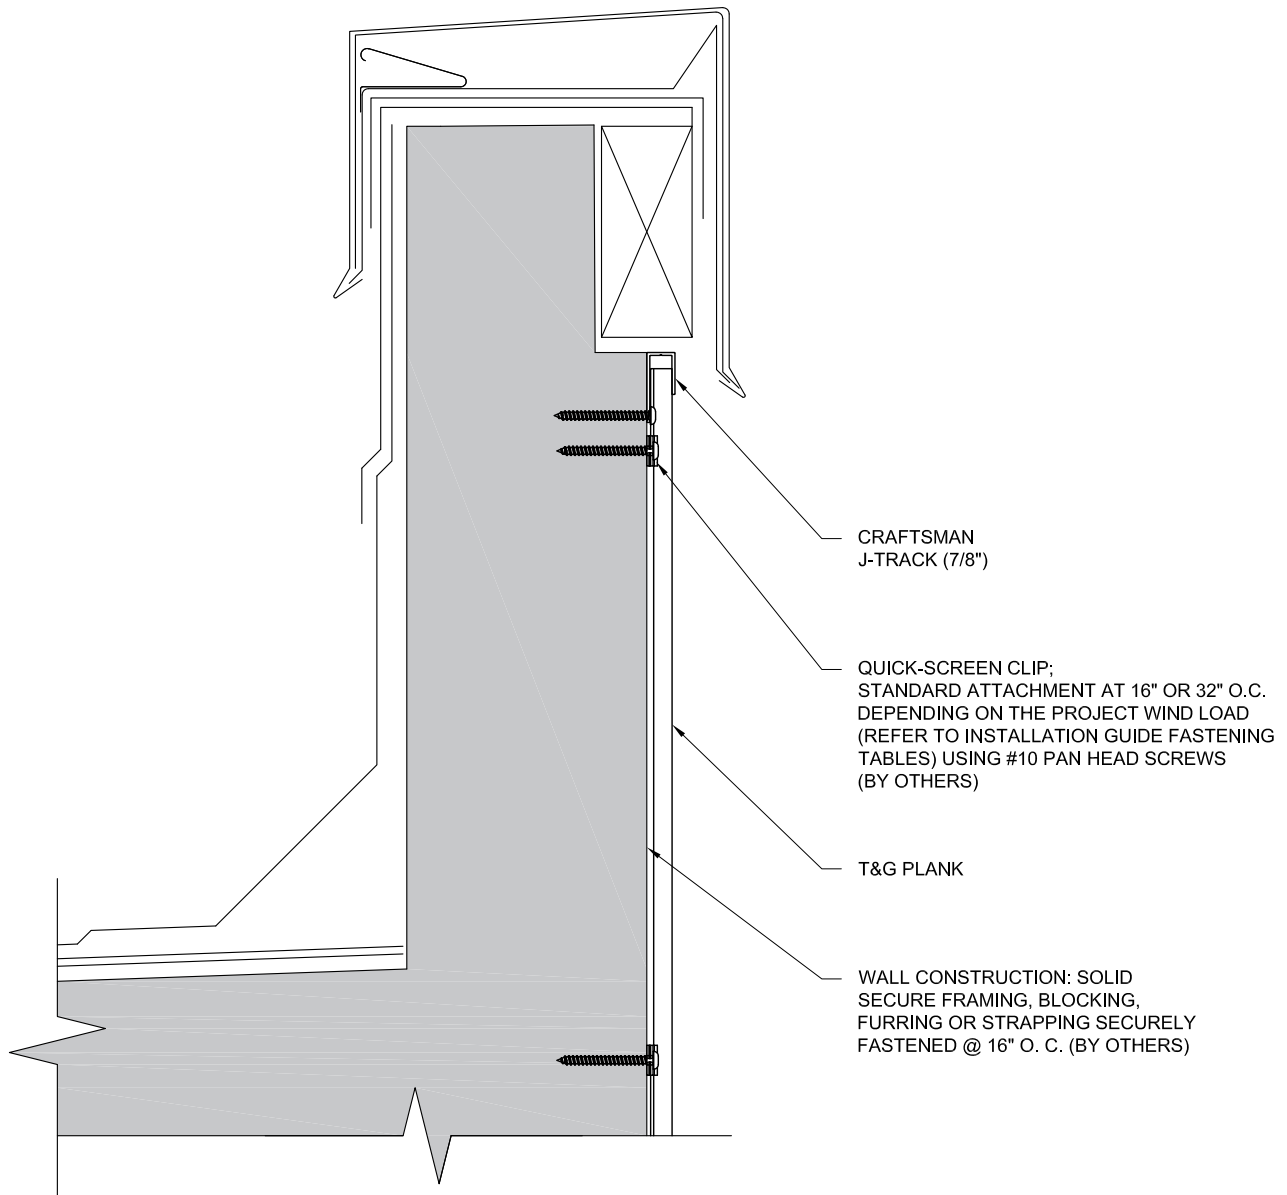 CRAFTSMAN
J-TRACK (7/8")
QUICK-SCREEN CLIP;
STANDARD ATTACHMENT AT 16" OR 32" O.C.
DEPENDING ON THE PROJECT WIND LOAD
(REFER TO INSTALLATION GUIDE FASTENING
TABLES) USING #10 PAN HEAD SCREWS
(BY OTHERS)
T&G PLANK
WALL CONSTRUCTION: SOLID
SECURE FRAMING, BLOCKING,
FURRING OR STRAPPING SECURELY
FASTENED @ 16" O. C. (BY OTHERS)